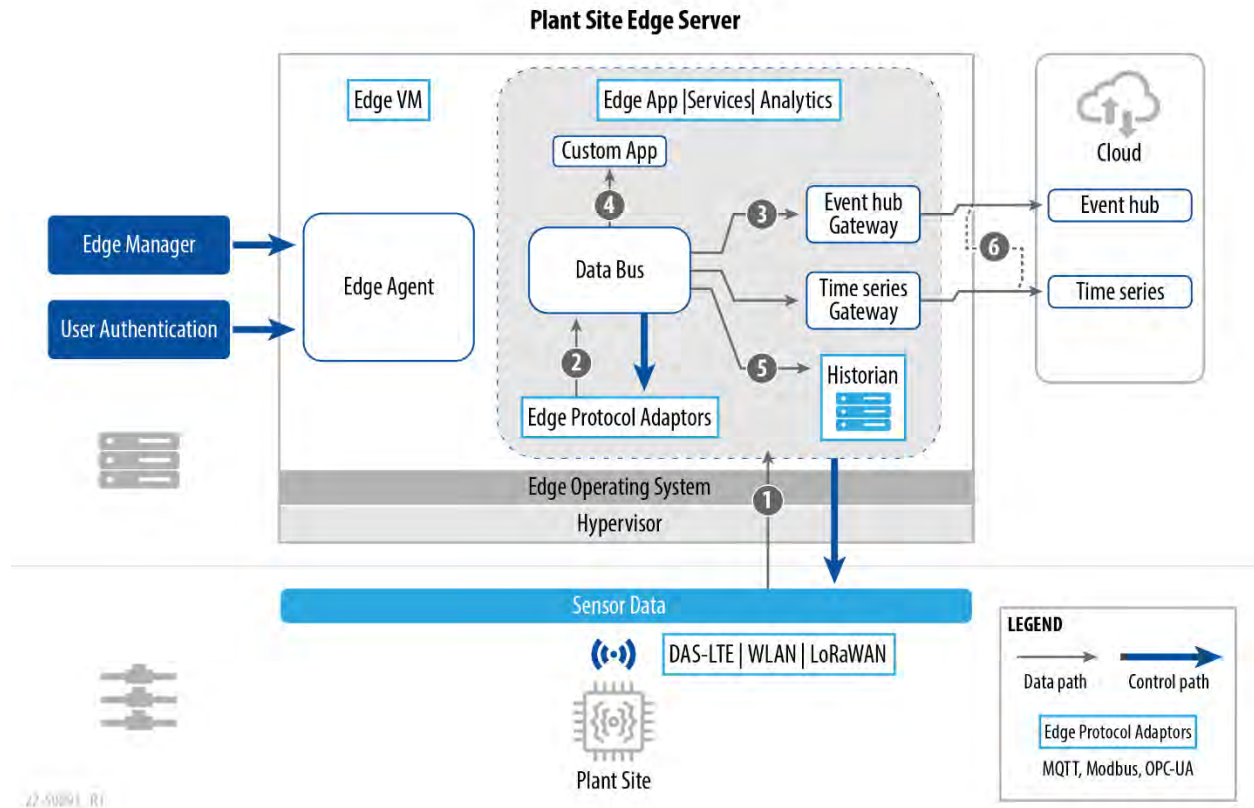 Plant Site Edge Server
Edge VM
Edge App |Services| Analytics
Cloud
Custom App
4
3
Event hub
Gateway
Event hub
Edge Manager
Edge Agent
Data Bus
6
User Authentication
Time series
Gateway
Time series
2
5
Historian
Edge Protocol Adaptors
Edge Operating System
1
Hypervisor
Sensor Data
DAS-LTE | WLAN | LoRaWAN
Plant Site
LEGEND
Data path
Control path
Edge Protocol Adaptors
MQTT, Modbus, OPC-UA